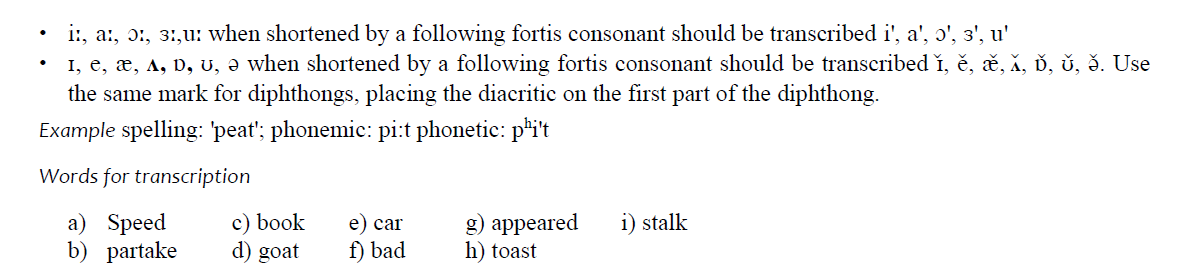 • iː, aː, ɔː, ɜː,uː when shortened by a following fortis consonant should be transcribed i', a', ɔ', ɜ', u'
• ɪ, e, æ, ʌ, ɒ, ʊ, ə when shortened by a following fortis consonant should be transcribed ɪ̌, ě, æ̌, ʌ̌, ɒ̌, ʊ̌, ə̌. Use
the same mark for diphthongs, placing the diacritic on the first part of the diphthong.
Example spelling: 'peat'; phonemic: piːt phonetic: pʰi't
Words for transcription
a) Speed c) book e) car g) appeared i) stalk
b) partake d) goat f) bad h) toast